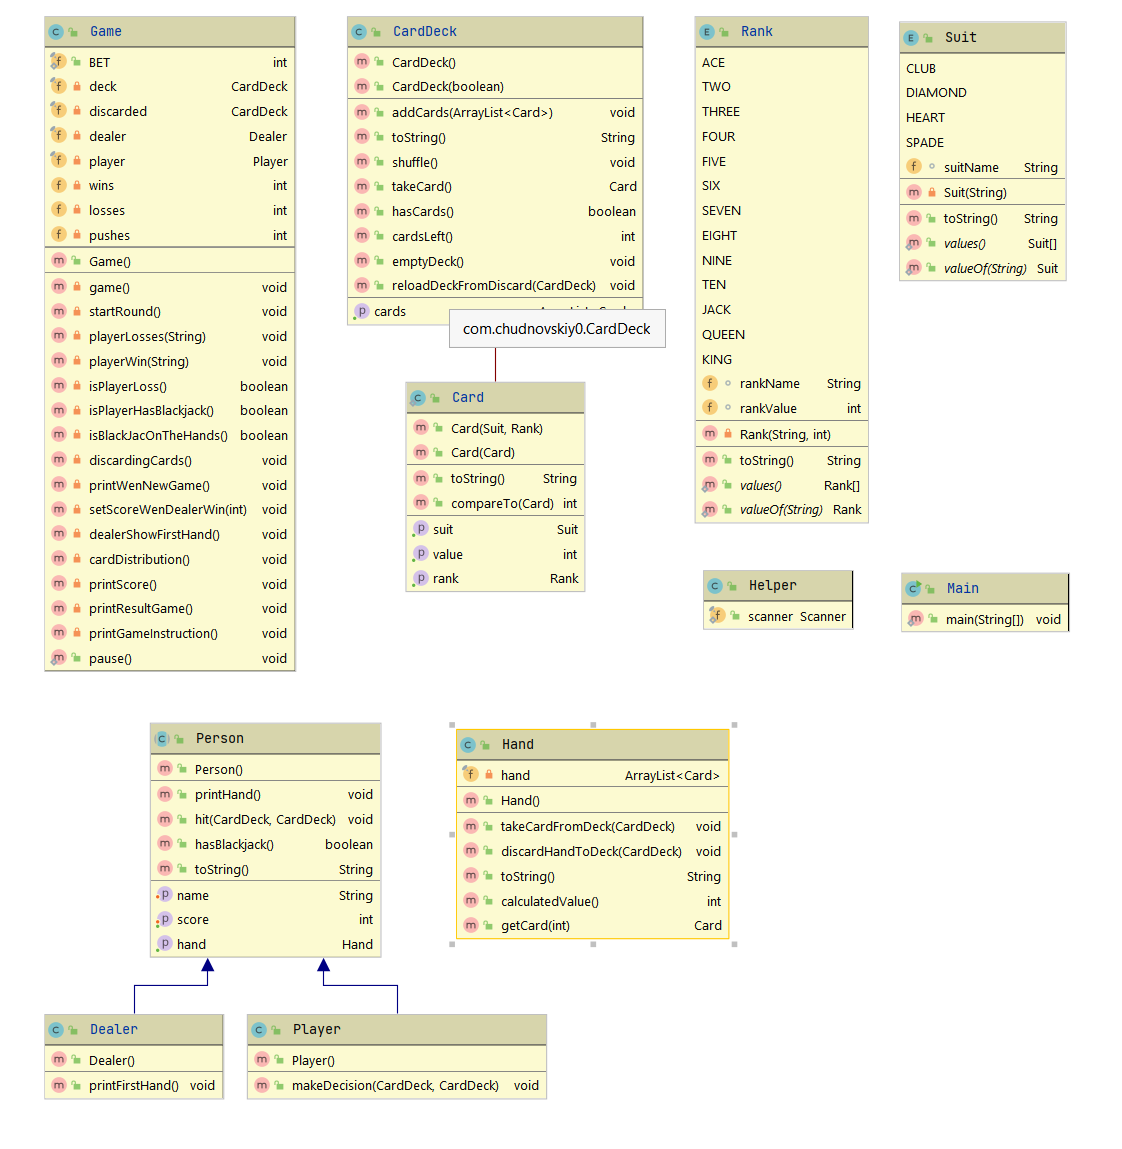 Game
BET int
deck CardDeck
discarded CardDeck
dealer Dealer
player Player
wins int
losses int
pushes int
Game()
game() void
startRound() void
playerLosses(String) void
playerWin(String) void
isPlayerLoss() boolean
isPlayerHasBlackjack() boolean
isBlackJacOnTheHands() boolean
discardingCards() void
printWenNewGame() void
setScoreWenDealerWin(int) void
dealerShowFirstHand() void
cardDistribution() void
printScore() void
printResultGame() void
printGameInstruction() void
pause() void
CardDeck
CardDeck()
CardDeck(boolean)
addCards(ArrayList<Card>) void
toString() String
shuffle() void
takeCard() Card
hasCards() boolean
cardsLeft() int
emptyDeck() void
reloadDeckFromDiscard(CardDeck) void
cards
com.chudnovskiy0.CardDeck
Card
Card(Suit, Rank)
Card(Card)
toString() String
compareTo(Card) int
suit Suit
value int
rank Rank
Rank
ACE
TWO
THREE
FOUR
FIVE
SIX
SEVEN
EIGHT
NINE
TEN
JACK
QUEEN
KING
rankName String
rankValue int
Rank(String, int)
toString() String
values() Rank[]
valueOf(String) Rank
Suit
CLUB
DIAMOND
HEART
SPADE
suitName String
Suit(String)
toString() String
values() Suit[]
valueOf(String) Suit
Helper
scanner Scanner
Main
main(String[]) void
Person
Person()
printHand() void
hit(CardDeck, CardDeck) void
hasBlackjack() boolean
toString() String
name String
score int
hand Hand
Hand
hand ArrayList<Card>
Hand()
takeCardFromDeck(CardDeck) void
discardHandToDeck(CardDeck) void
toString() String
calculatedValue() int
getCard(int) Card
Dealer
Dealer()
printFirstHand() void
Player
Player()
makeDecision(CardDeck, CardDeck) void